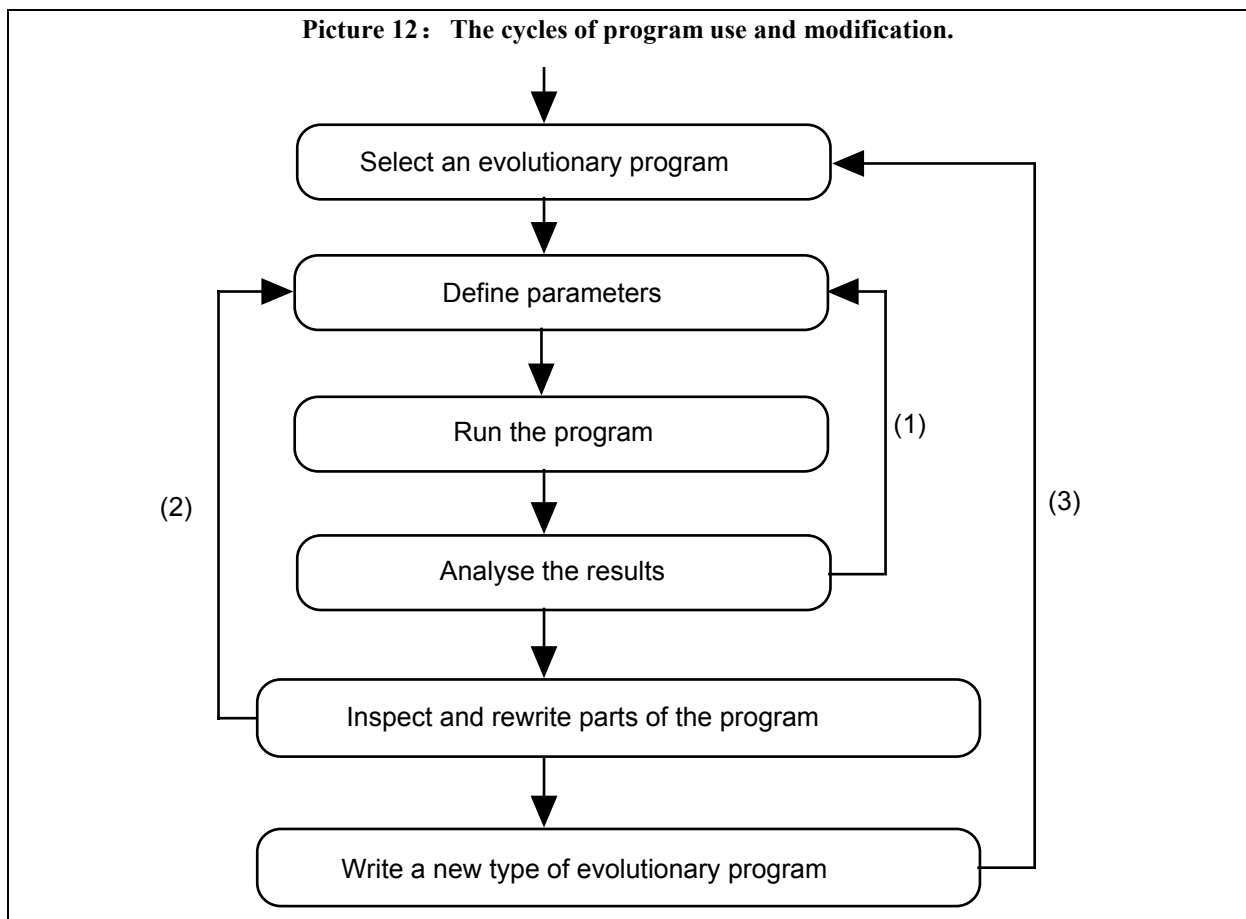 Picture 12： The cycles of program use and modification.
Select an evolutionary program
Define parameters
Run the program
(1)
(2)
(3)
Analyse the results
Inspect and rewrite parts of the program
Write a new type of evolutionary program